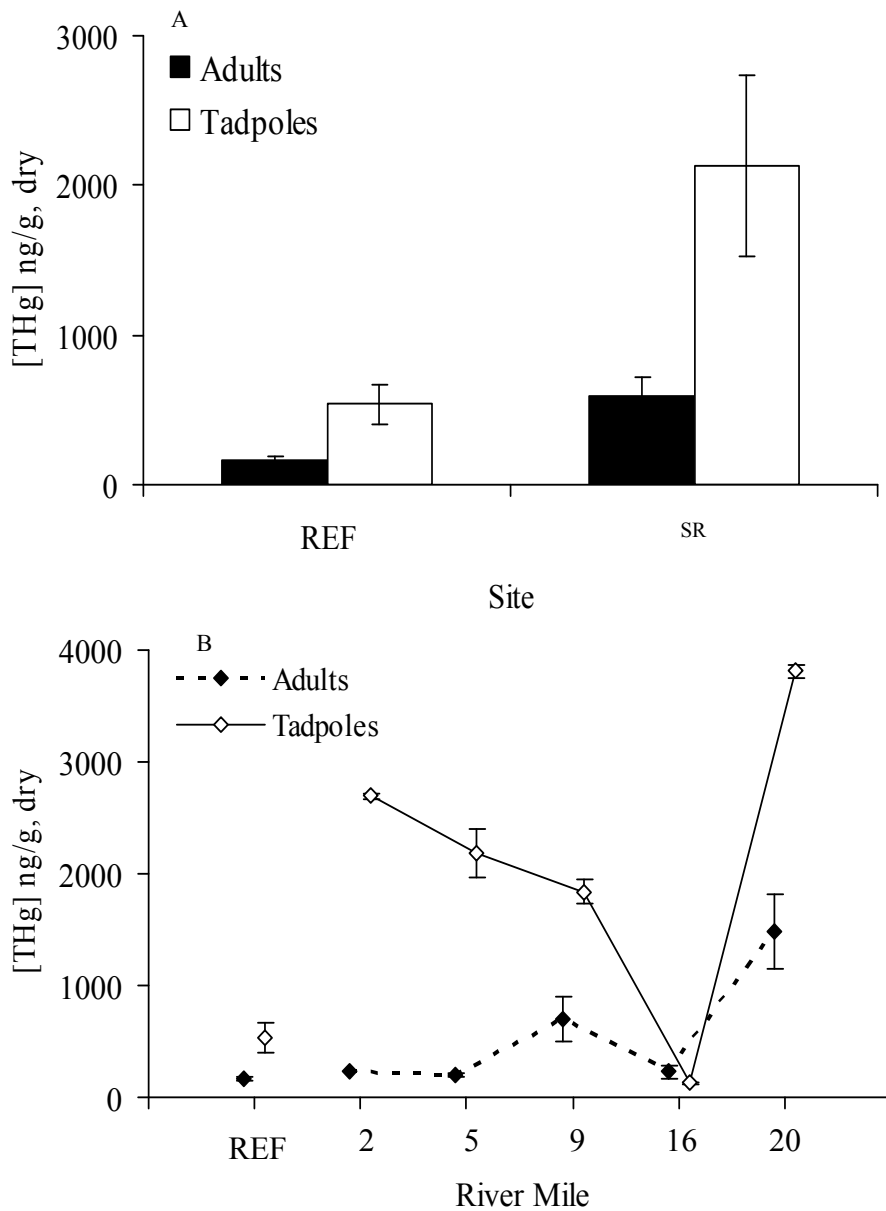 A
Adults
Tadpoles
[THg] ng/g, dry
3000
2000
1000
0
REF
SR
Site
B
Adults
Tadpoles
[THg] ng/g, dry
4000
3000
2000
1000
0
REF
2
5
9
16
20
River Mile